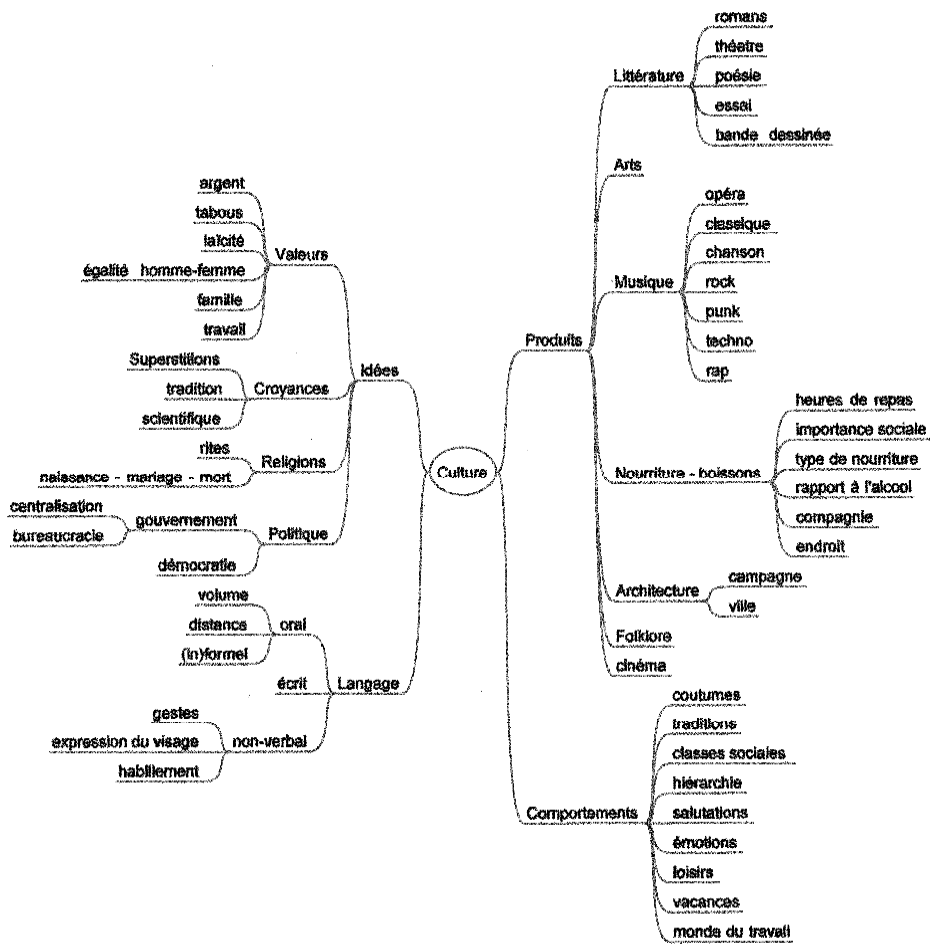 Culture
Idées
Valeurs
argent
tabous
laïcité
égalité homme-femme
famille
travail
Croyances
Superstitions
tradition
scientifique
Religions
rites
naissance - mariage - mort
Politique
gouvernement
centralisation
bureaucracie
démocratie
Langage
oral
volume
distance
(in)formel
écrit
non-verbal
gestes
expression du visage
habillement
Produits
Littérature
romans
théatre
poésie
essai
bande dessinée
Arts
Musique
opéra
classique
chanson
rock
punk
techno
rap
Nourriture - boissons
heures de repas
importance sociale
type de nourriture
rapport à l'alcool
compagnie
endroit
Architecture
campagne
ville
Folklore
cinéma
Comportements
coutumes
traditions
classes sociales
hiérarchie
salutations
émotions
loisirs
vacances
monde du travail